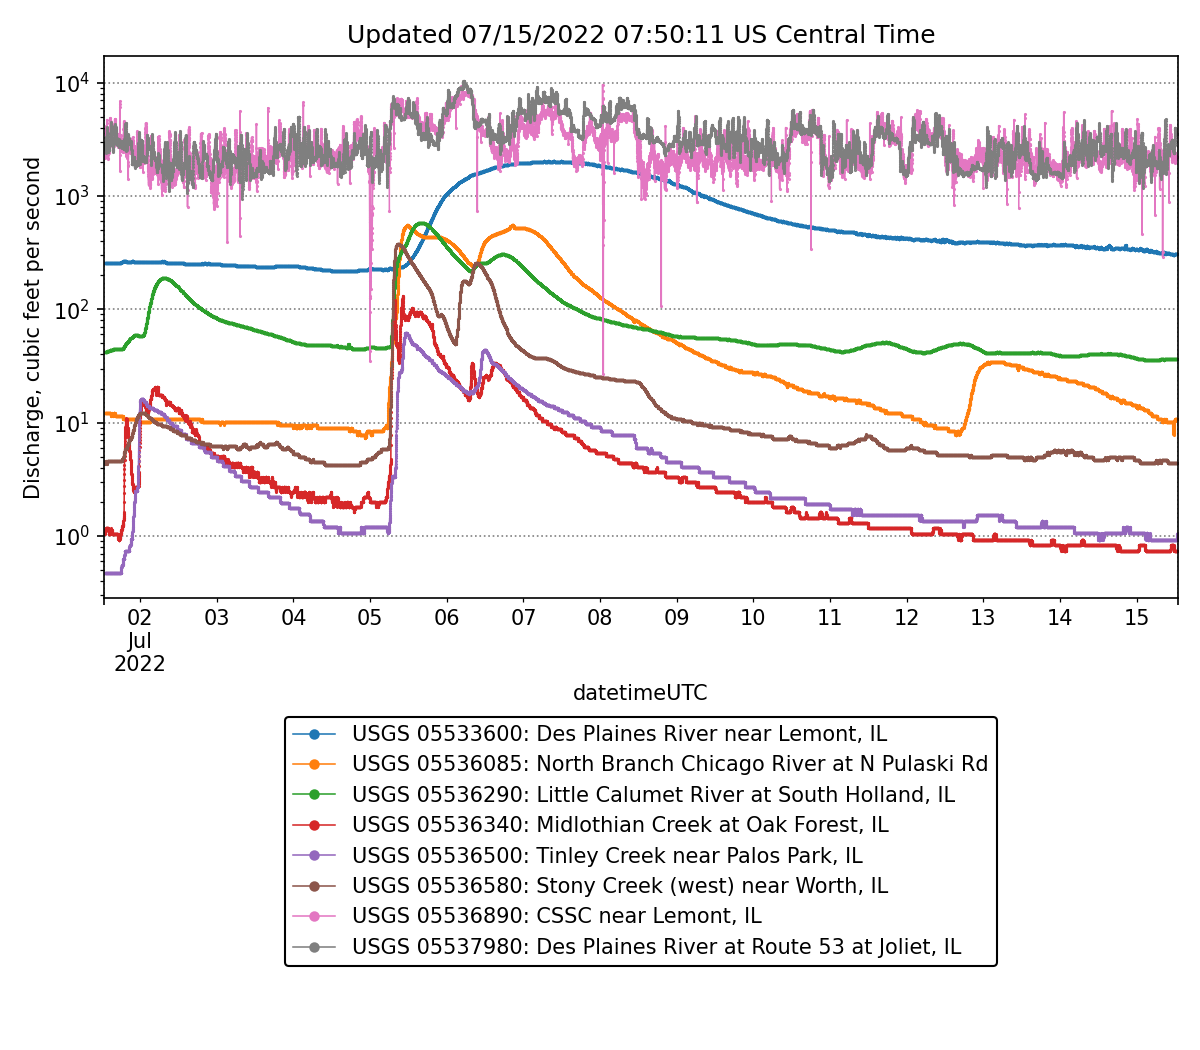 Updated 07/15/2022 07:50:11 US Central Time
Discharge, cubic feet per second
10⁴
10³
10²
10¹
10⁰
02 03 04 05 06 07 08 09 10 11 12 13 14 15
Jul
2022
datetimeUTC
USGS 05533600: Des Plaines River near Lemont, IL
USGS 05536085: North Branch Chicago River at N Pulaski Rd
USGS 05536290: Little Calumet River at South Holland, IL
USGS 05536340: Midlothian Creek at Oak Forest, IL
USGS 05536500: Tinley Creek near Palos Park, IL
USGS 05536580: Stony Creek (west) near Worth, IL
USGS 05536890: CSSC near Lemont, IL
USGS 05537980: Des Plaines River at Route 53 at Joliet, IL